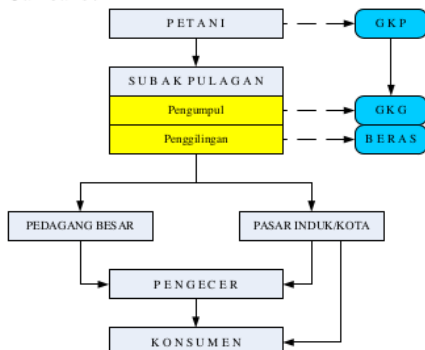 PETANI
GKP
SUBAK PULAGAN
Pengumpul
GKG
Penggilingan
BERAS
PEDAGANG BESAR
PASAR INDUK/KOTA
PENGECER
KONSUMEN